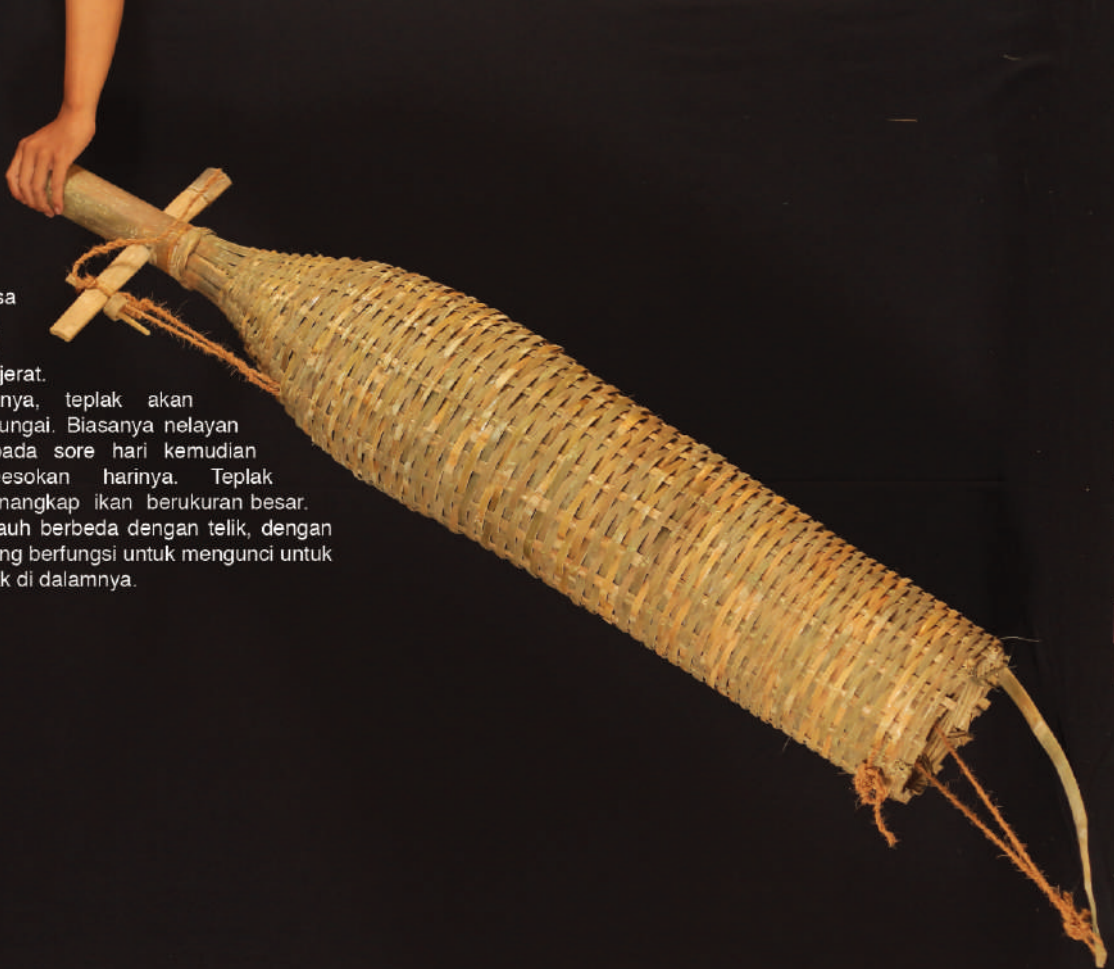 sa
jerat.
nya, teplak akan
ungai. Biasanya nelayan
pada sore hari kemudian
esokan harinya. Teplak
nangkap ikan berukuran besar.
auh berbeda dengan telik, dengan
ng berfungsi untuk mengunci untuk
k di dalamnya.